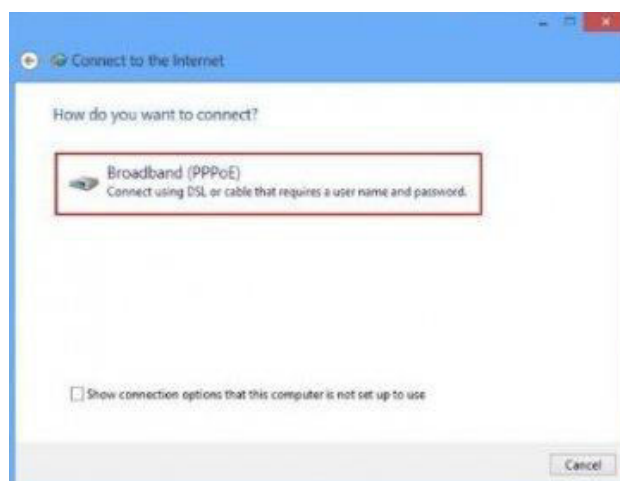 Connect to the Internet
How do you want to connect?
Broadband (PPPoE)
Connect using DSL or cable that requires a user name and password.
Show connection options that this computer is not set up to use
Cancel